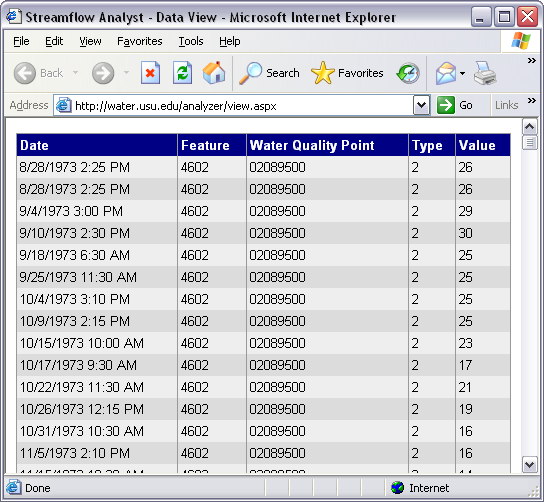 Streamflow Analyst - Data View - Microsoft Internet Explorer
File Edit View Favorites Tools Help
Back Search Favorites »
Address http://water.usu.edu/analyzer/view.aspx Go Links »
Date Feature Water Quality Point Type Value
8/28/1973 2:25 PM 4602 02089500 2 26
8/28/1973 2:25 PM 4602 02089500 2 26
9/4/1973 3:00 PM 4602 02089500 2 29
9/10/1973 2:30 PM 4602 02089500 2 30
9/18/1973 6:30 AM 4602 02089500 2 25
9/25/1973 11:30 AM 4602 02089500 2 25
10/4/1973 3:10 PM 4602 02089500 2 25
10/9/1973 2:15 PM 4602 02089500 2 25
10/15/1973 10:00 AM 4602 02089500 2 23
10/17/1973 9:30 AM 4602 02089500 2 17
10/22/1973 11:30 AM 4602 02089500 2 21
10/26/1973 12:15 PM 4602 02089500 2 19
10/31/1973 10:30 AM 4602 02089500 2 16
11/5/1973 2:10 PM 4602 02089500 2 16
Done Internet